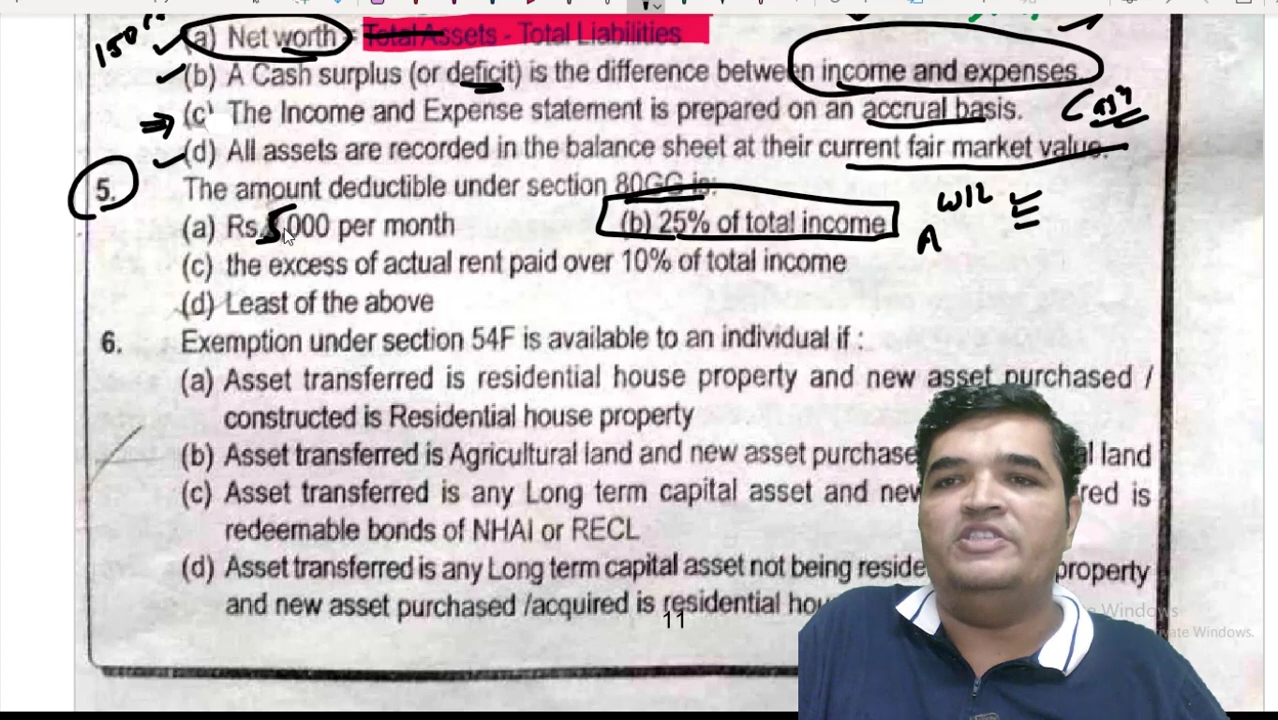 (a) Net worth = Total Assets - Total Liabilities
(b) A Cash surplus (or deficit) is the difference between income and expenses.
(c) The Income and Expense statement is prepared on an accrual basis.
(d) All assets are recorded in the balance sheet at their current fair market value.
5. The amount deductible under section 80GG is:
(a) Rs 5000 per month (b) 25% of total income
(c) the excess of actual rent paid over 10% of total income
(d) Least of the above
6. Exemption under section 54F is available to an individual if :
(a) Asset transferred is residential house property and new asset purchased /
constructed is Residential house property
(b) Asset transferred is Agricultural land and new asset land
(c) Asset transferred is any Long term capital asset and new is
redeemable bonds of NHAI or RECL
(d) Asset transferred is any Long term capital asset not being property
and new asset purchased /acquired is residential
11